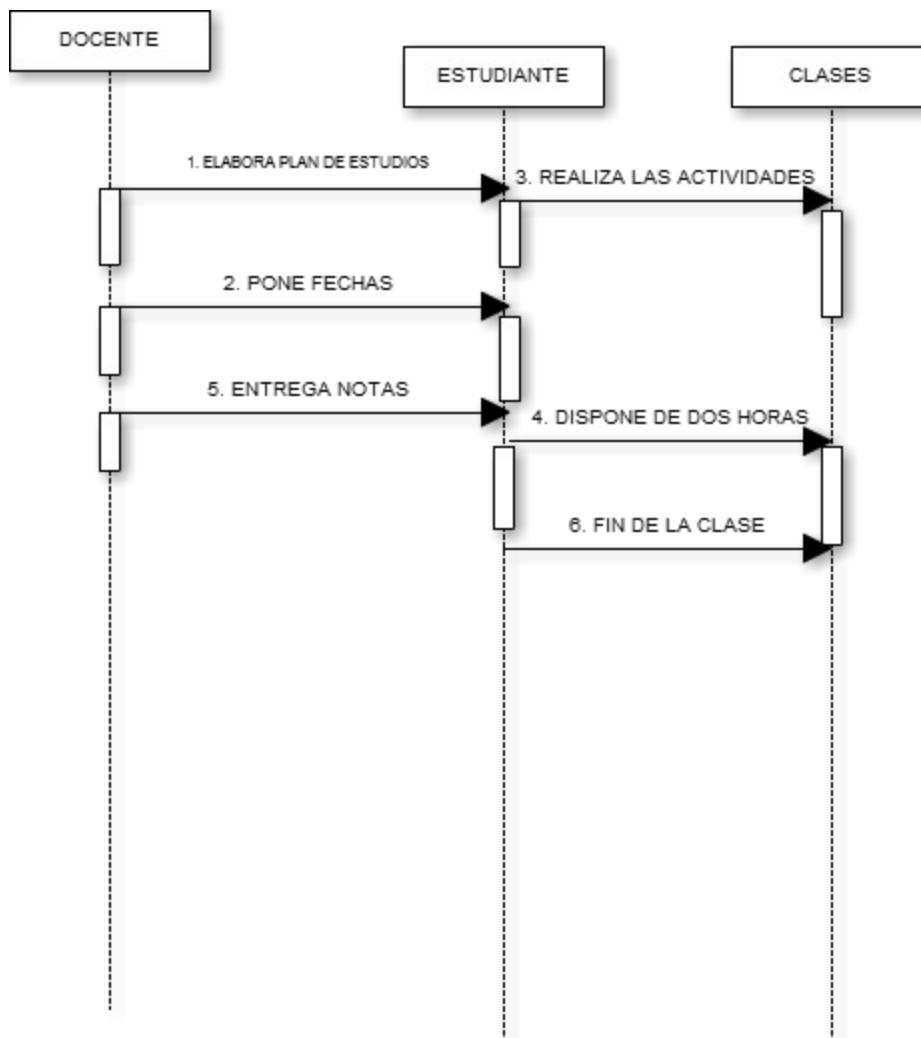 DOCENTE
ESTUDIANTE
CLASES
1. ELABORA PLAN DE ESTUDIOS
3. REALIZA LAS ACTIVIDADES
2. PONE FECHAS
5. ENTREGA NOTAS
4. DISPONE DE DOS HORAS
6. FIN DE LA CLASE